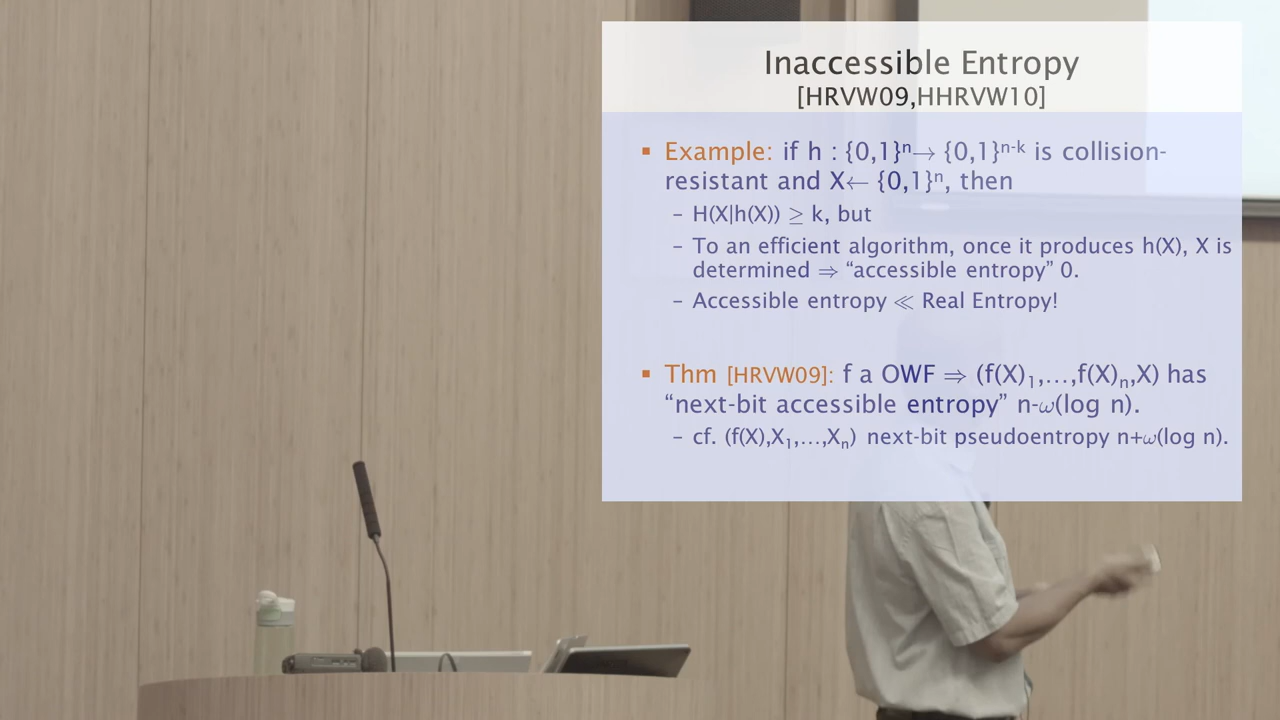 Inaccessible Entropy
[HRVW09,HHRVW10]
▪ Example: if h : {0,1}ⁿ→ {0,1}ⁿ⁻ᵏ is collision-
resistant and X← {0,1}ⁿ, then
– H(X|h(X)) ≥ k, but
– To an efficient algorithm, once it produces h(X), X is
determined ⇒ “accessible entropy” 0.
– Accessible entropy ≪ Real Entropy!
▪ Thm [HRVW09]: f a OWF ⇒ (f(X)₁,…,f(X)ₙ,X) has
“next-bit accessible entropy” n-ω(log n).
– cf. (f(X),X₁,…,Xₙ) next-bit pseudoentropy n+ω(log n).